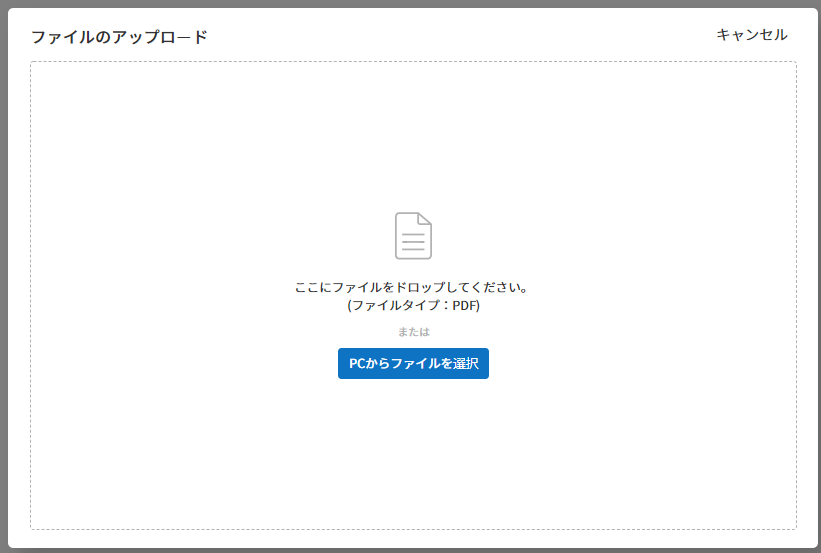 ファイルのアップロード
キャンセル
ここにファイルをドロップしてください。
(ファイルタイプ：PDF)
または
PCからファイルを選択